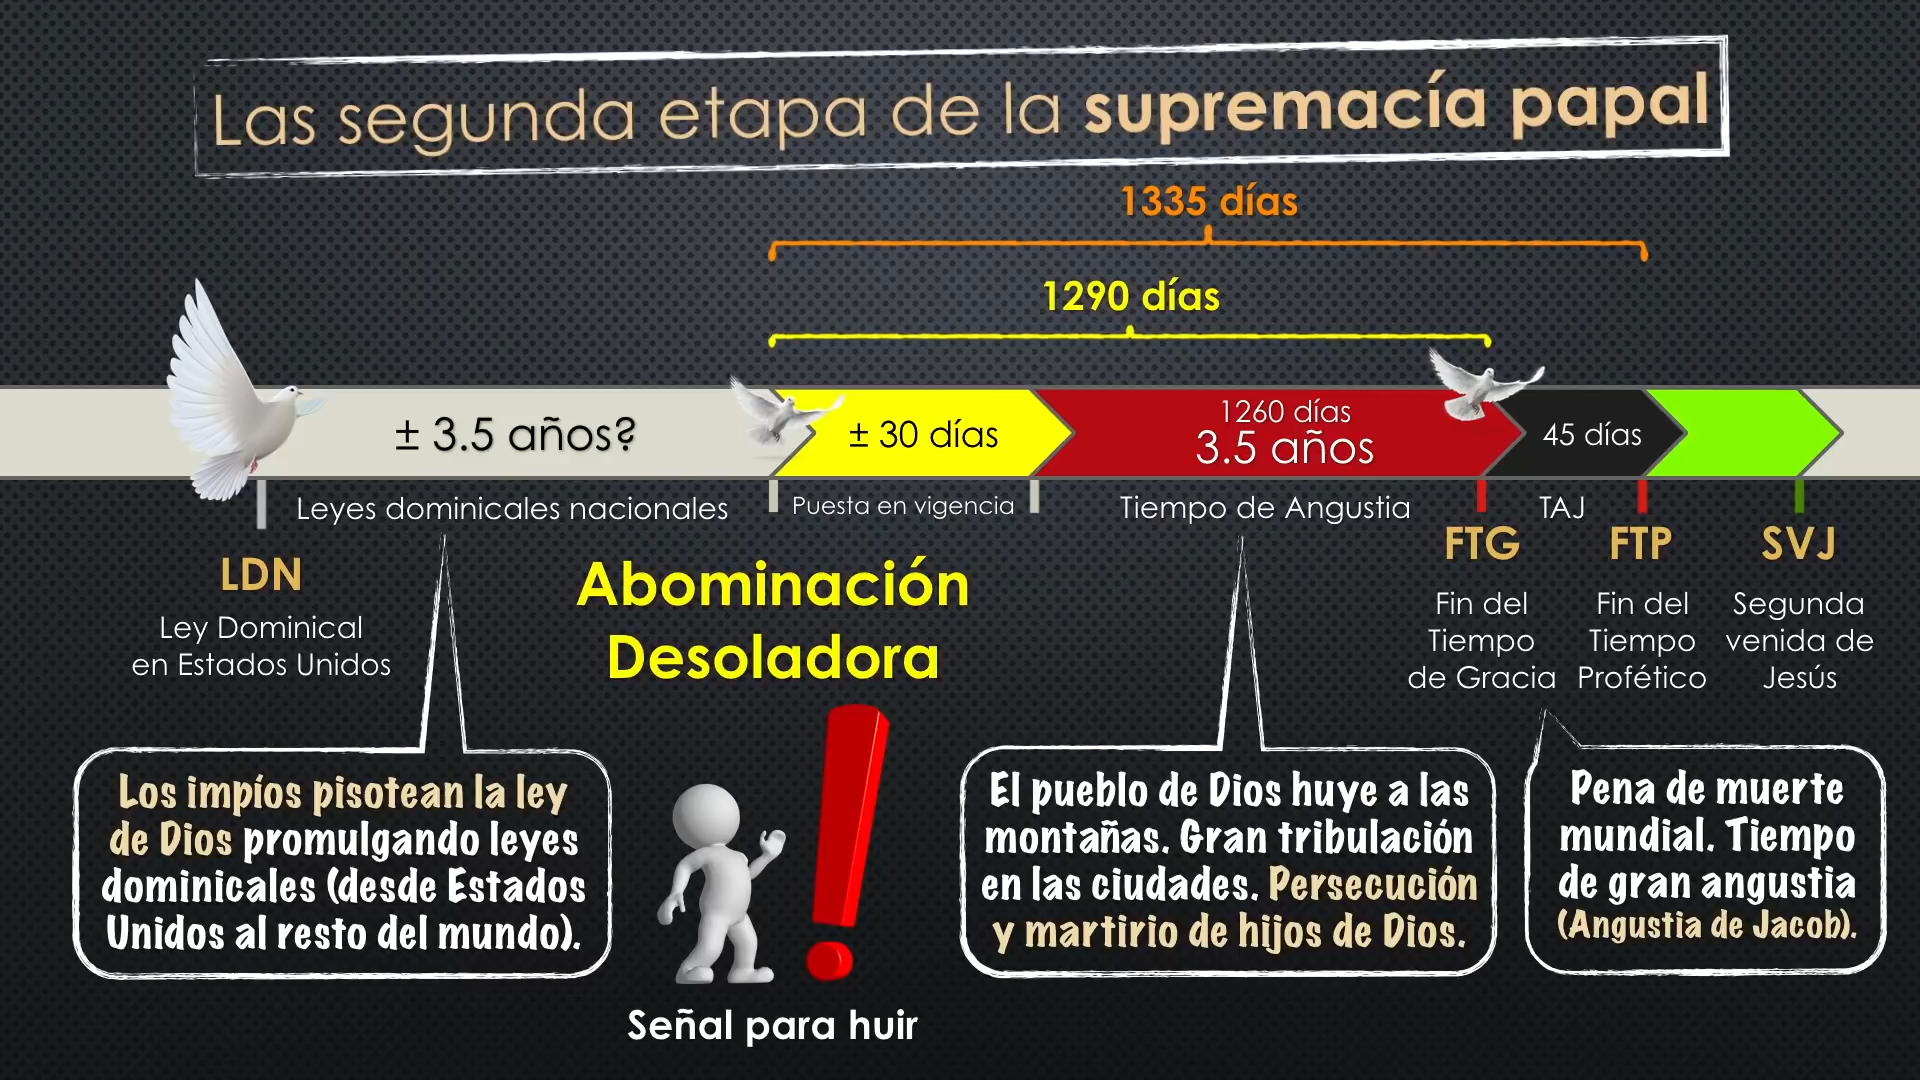 Las segunda etapa de la supremacía papal
1335 días
1290 días
± 3.5 años?
± 30 días
1260 días
3.5 años
45 días
Leyes dominicales nacionales
Puesta en vigencia
Tiempo de Angustia
TAJ
LDN
Ley Dominical
en Estados Unidos
Abominación
Desoladora
FTG
Fin del
Tiempo
de Gracia
FTP
Fin del
Tiempo
Profético
SVJ
Segunda
venida de
Jesús
Los impíos pisotean la ley
de Dios promulgando leyes
dominicales (desde Estados
Unidos al resto del mundo).
Señal para huir
El pueblo de Dios huye a las
montañas. Gran tribulación
en las ciudades. Persecución
y martirio de hijos de Dios.
Pena de muerte
mundial. Tiempo
de gran angustia
(Angustia de Jacob).